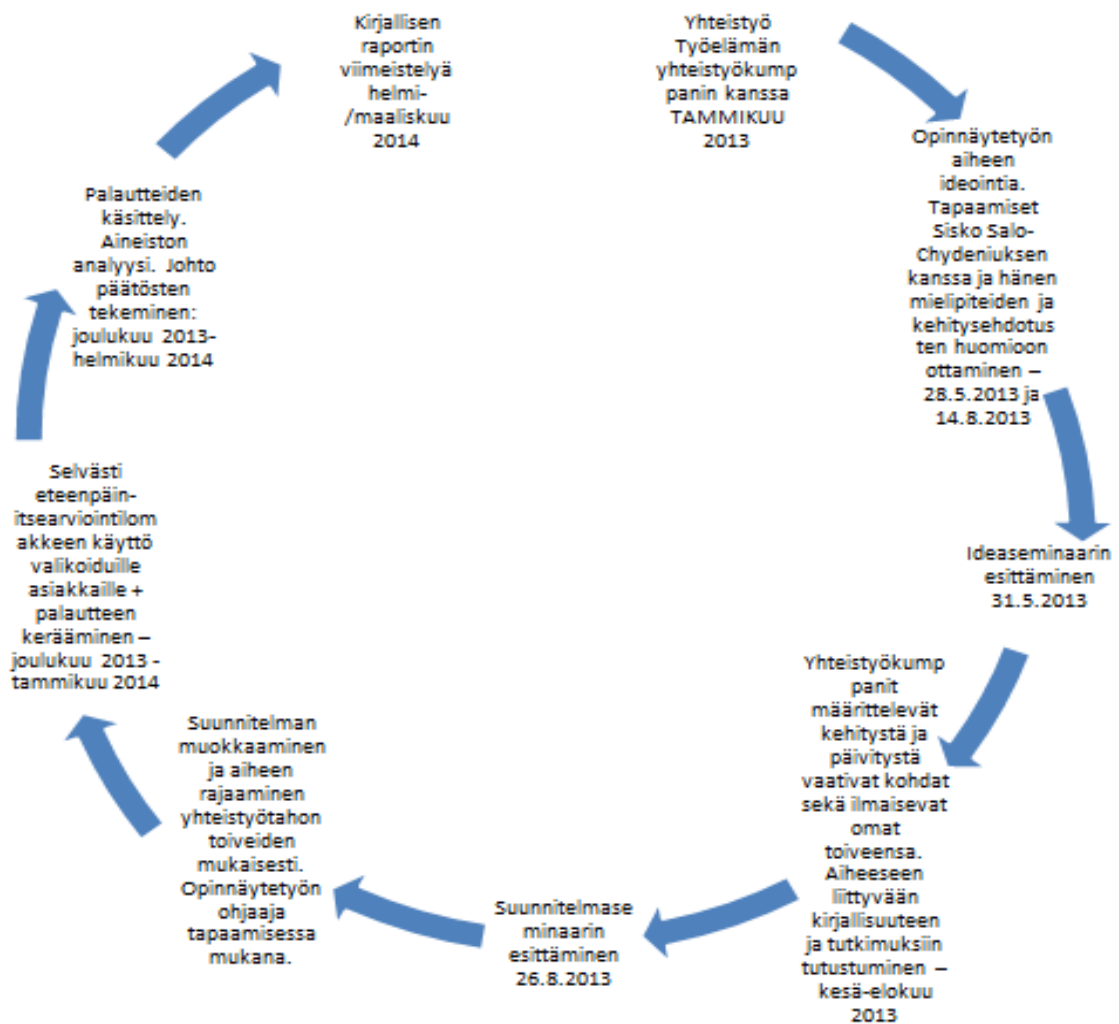 Yhteistyö
Työelämän
yhteistyökump
panin kanssa
TAMMIKUU
2013
Opinnäytetyön
aiheen
ideointia.
Tapaamiset
Sisko Salo-
Chydeniuksen
kanssa ja hänen
mielipiteiden ja
kehitysehdotus
ten huomioon
ottaminen –
28.5.2013 ja
14.8.2013
Ideaseminaarin
esittäminen
31.5.2013
Yhteistyökump
panit
määrittelevät
kehitystä ja
päivitystä
vaativat kohdat
sekä ilmaisevat
omat
toiveensa.
Aiheeseen
liittyvään
kirjallisuuteen
ja tutkimuksiin
tutustuminen –
kesä-elokuu
2013
Suunnitelmase
minaarin
esittäminen
26.8.2013
Suunnitelman
muokkaaminen
ja aiheen
rajaaminen
yhteistyötahon
toiveiden
mukaisesti.
Opinnäytetyön
ohjaaja
tapaamisessa
mukana.
Selvästi
eteenpäin-
itsearviointilom
akkeen käyttö
valikoiduille
asiakkaille +
palautteen
kerääminen –
joulukuu 2013 -
tammikuu 2014
Palautteiden
käsittely.
Aineiston
analyysi. Johto
päätösten
tekeminen:
joulukuu 2013-
helmikuu 2014
Kirjallisen
raportin
viimeistelyä
helmi-
/maaliskuu
2014